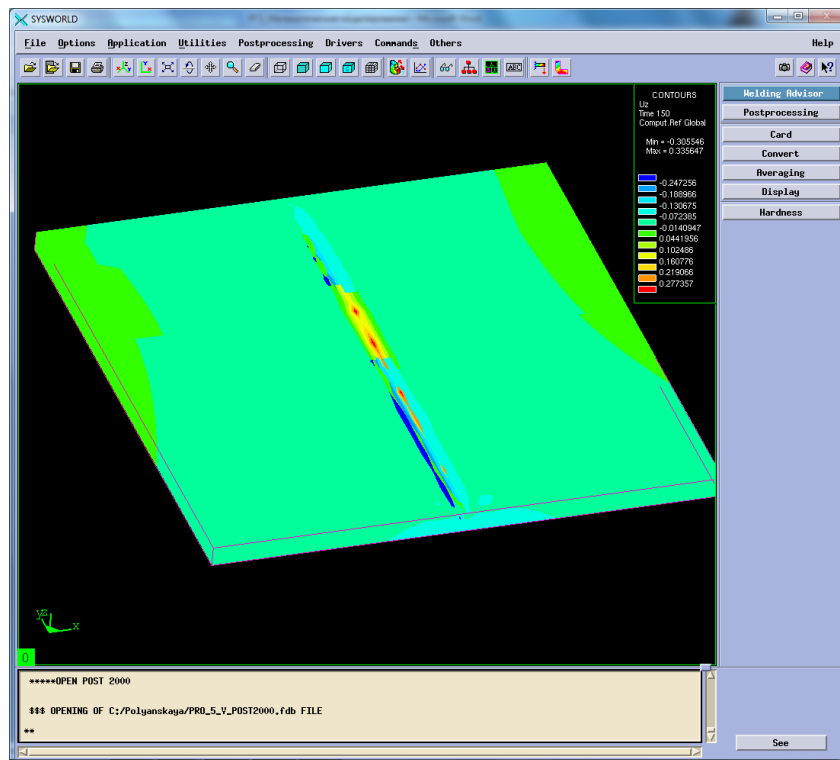 SYSWORLD
File Options Application Utilities Postprocessing Drivers Commands Others Help
ABC
CONTOURS
Uz
Time 150
Comput.Ref Global
Min = -0.305546
Max = 0.335647
-0.247256
-0.188966
-0.130675
-0.072385
-0.0140947
0.0441956
0.102486
0.160776
0.219066
0.277357
Welding Advisor
Postprocessing
Card
Convert
Averaging
Display
Hardness
yz
x
0
*****OPEN POST 2000
$$$ OPENING OF C:/Polyanskaya/PRO_5_V_POST2000.fdb FILE
**
See